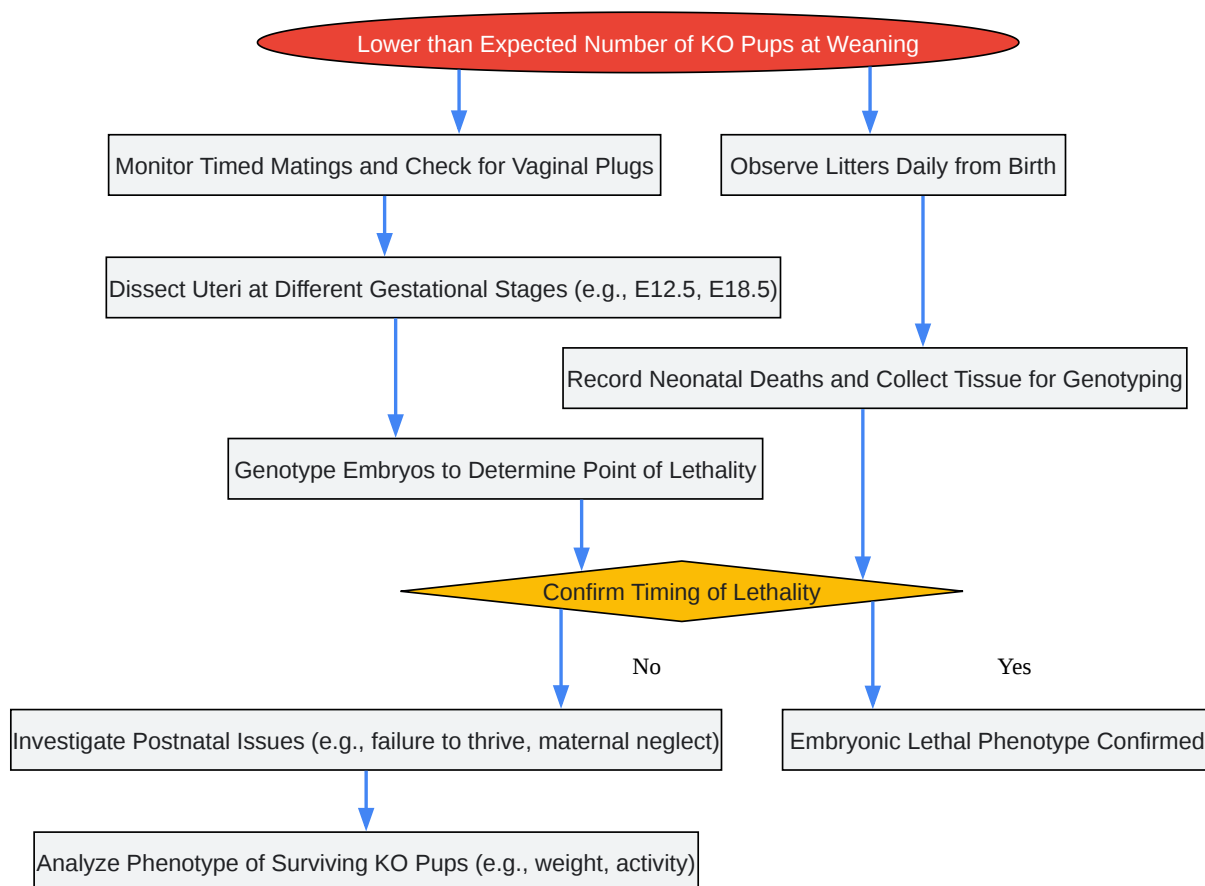 Lower than Expected Number of KO Pups at Weaning
Monitor Timed Matings and Check for Vaginal Plugs
Observe Litters Daily from Birth
Dissect Uteri at Different Gestational Stages (e.g., E12.5, E18.5)
Record Neonatal Deaths and Collect Tissue for Genotyping
Genotype Embryos to Determine Point of Lethality
Confirm Timing of Lethality
No
Yes
Investigate Postnatal Issues (e.g., failure to thrive, maternal neglect)
Embryonic Lethal Phenotype Confirmed
Analyze Phenotype of Surviving KO Pups (e.g., weight, activity)